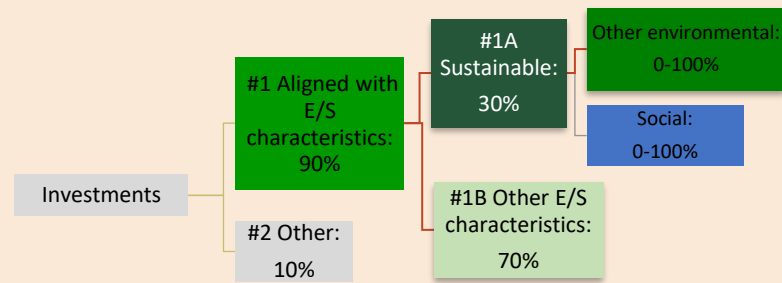 Investments
#1 Aligned with
E/S
characteristics:
90%
#2 Other:
10%
#1A
Sustainable:
30%
#1B Other E/S
characteristics:
70%
Other environmental:
0-100%
Social:
0-100%